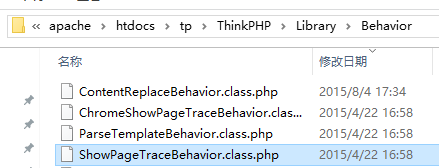 apache > htdocs > tp > ThinkPHP > Library > Behavior
名称 修改日期
ContentReplaceBehavior.class.php 2015/8/4 17:34
ChromeShowPageTraceBehavior.clas... 2015/4/22 16:58
ParseTemplateBehavior.class.php 2015/4/22 16:58
ShowPageTraceBehavior.class.php 2015/4/22 16:58